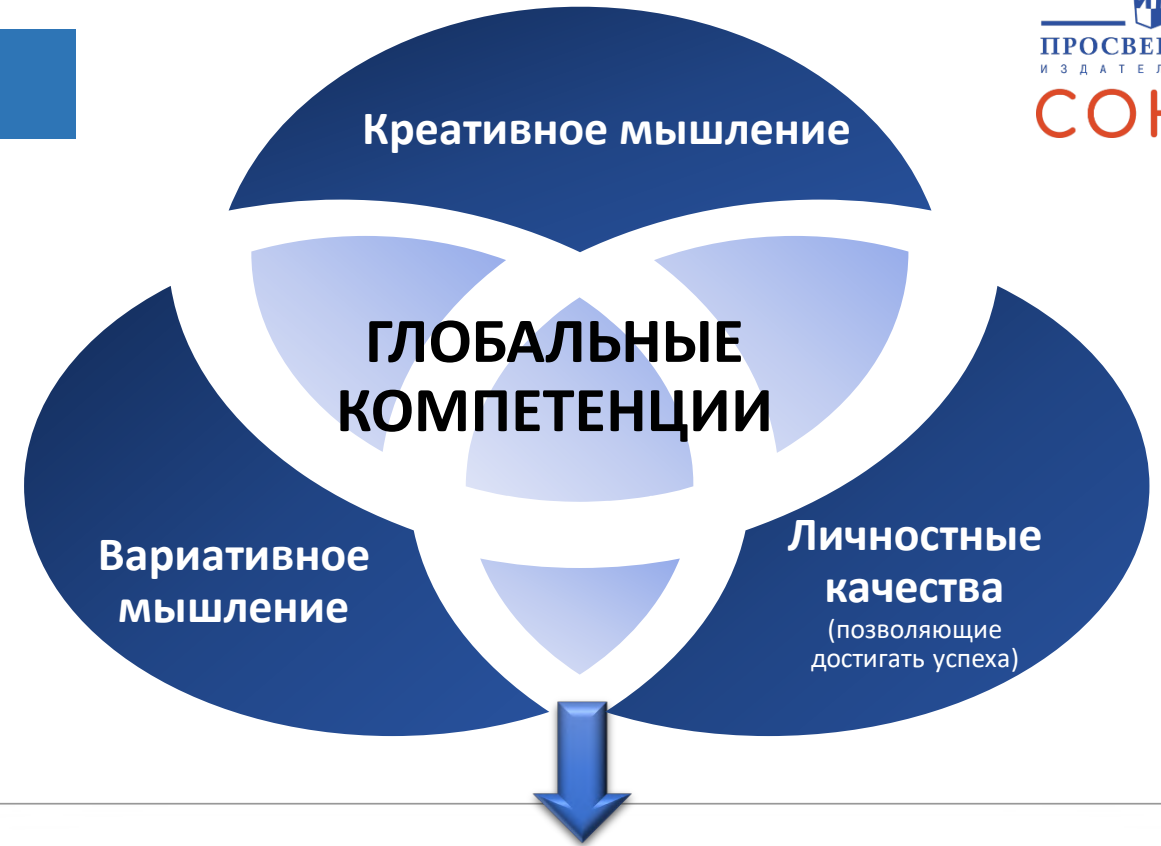 Креативное мышление
ГЛОБАЛЬНЫЕ
КОМПЕТЕНЦИИ
Вариативное
мышление
Личностные
качества
(позволяющие
достигать успеха)